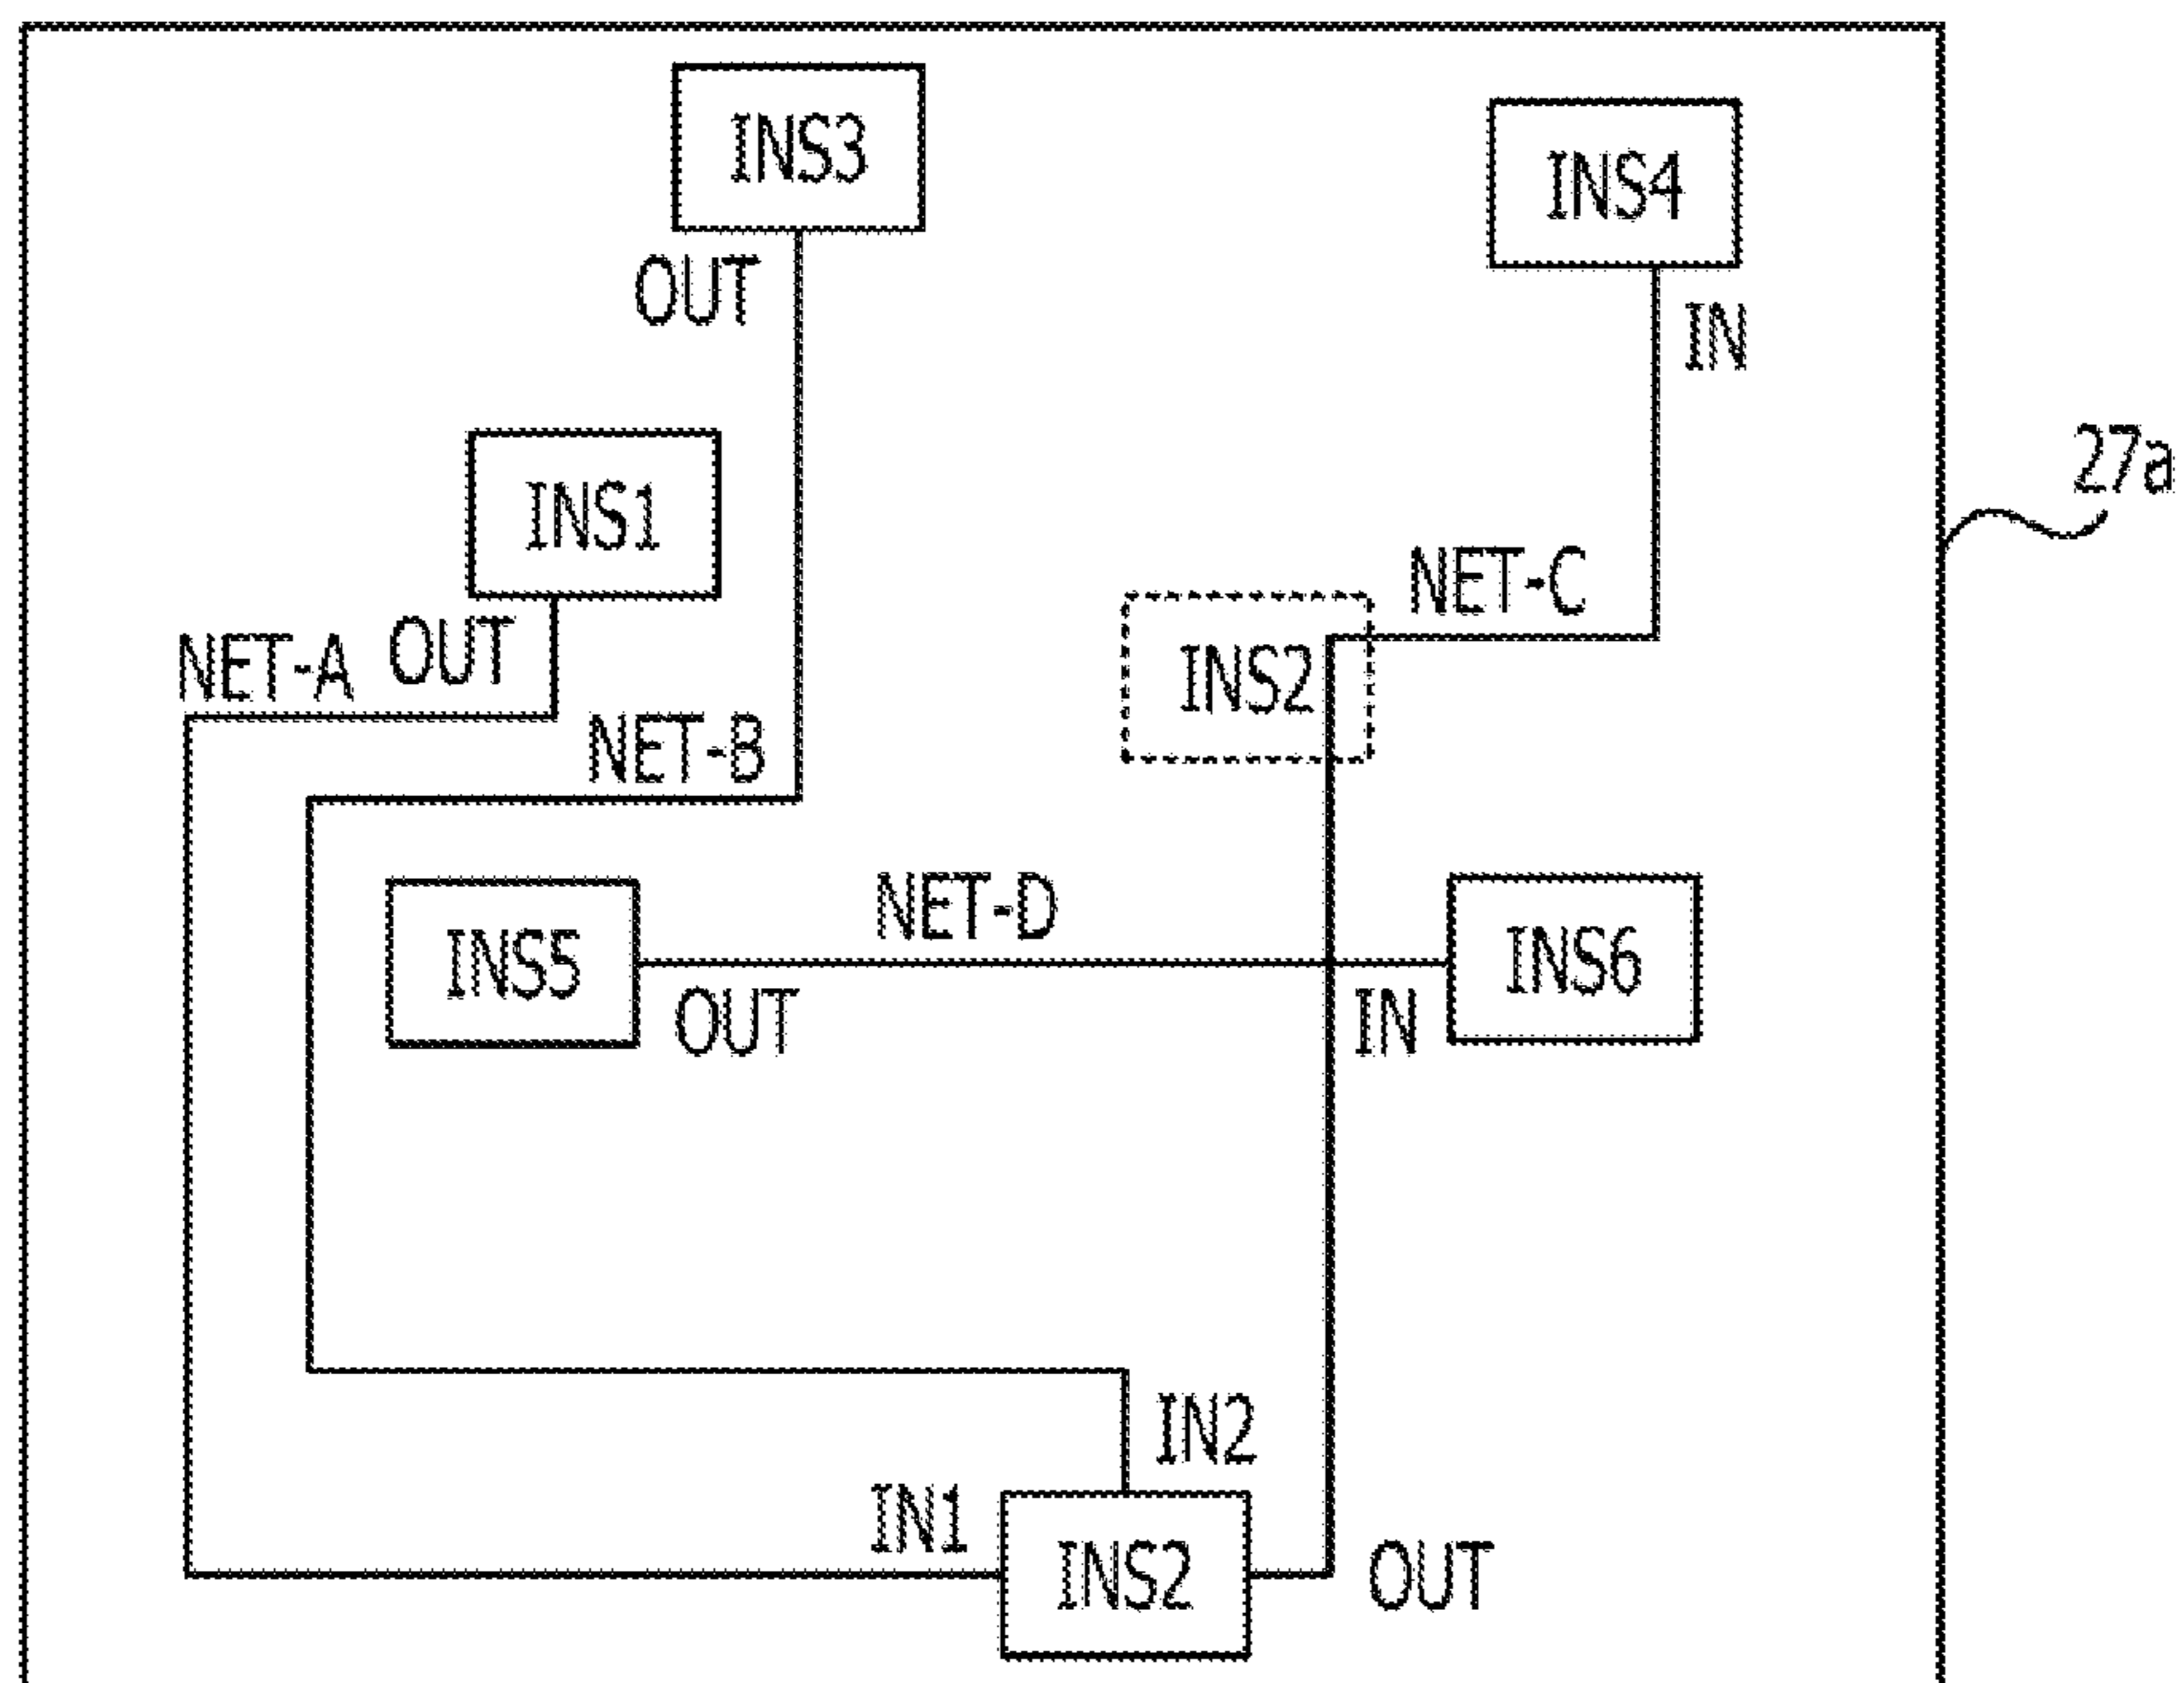 INS3
INS4
OUT
IN
27a
INS1
NET-C
NET-A
OUT
INS2
NET-B
NET-D
INS5
INS6
OUT
IN
IN2
IN1
INS2
OUT